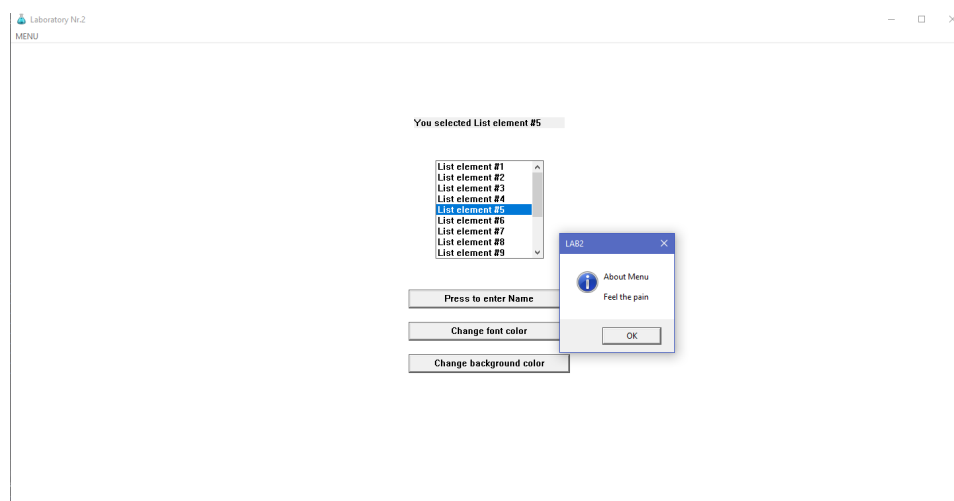 Laboratory Nr.2
MENU
You selected List element #5
List element #1
List element #2
List element #3
List element #4
List element #5
List element #6
List element #7
List element #8
List element #9
LAB2
About Menu
Feel the pain
OK
Press to enter Name
Change font color
Change background color